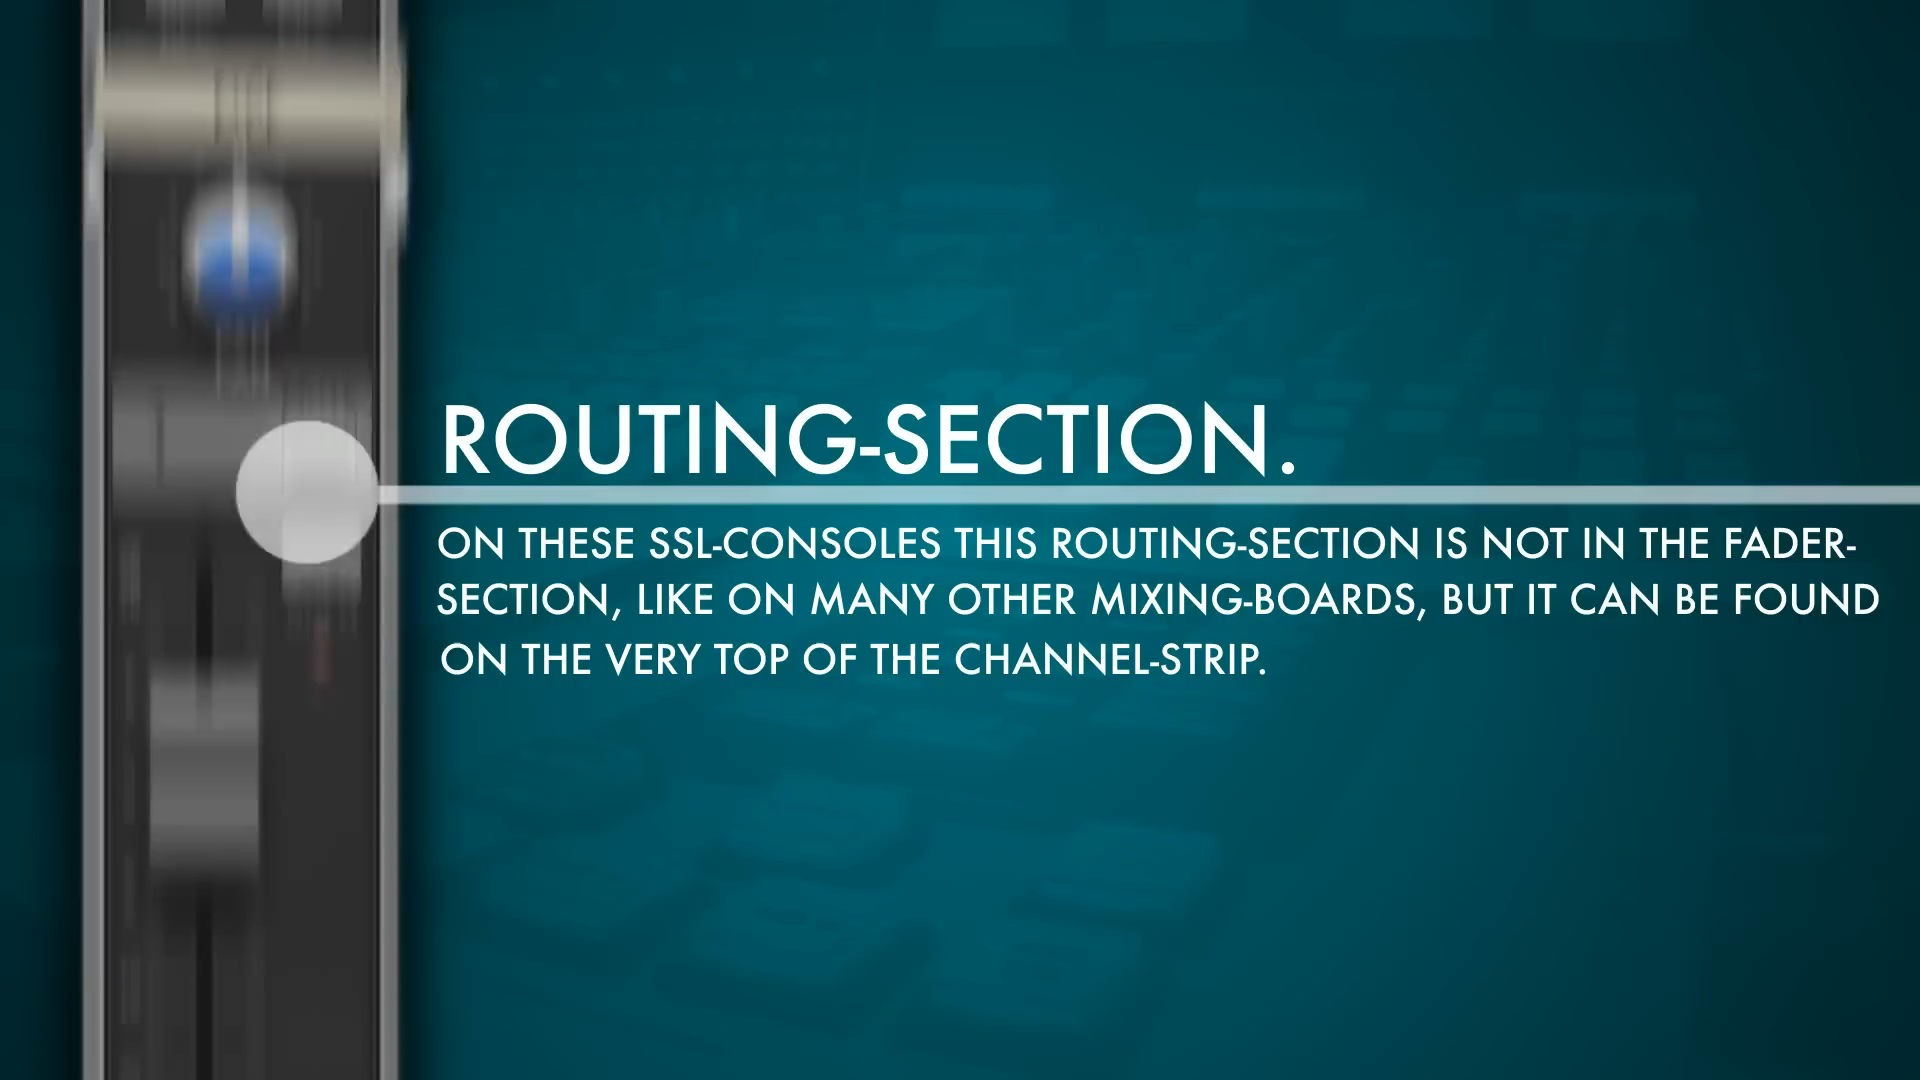 ROUTING-SECTION.
ON THESE SSL-CONSOLES THIS ROUTING-SECTION IS NOT IN THE FADER-
SECTION, LIKE ON MANY OTHER MIXING-BOARDS, BUT IT CAN BE FOUND
ON THE VERY TOP OF THE CHANNEL-STRIP.